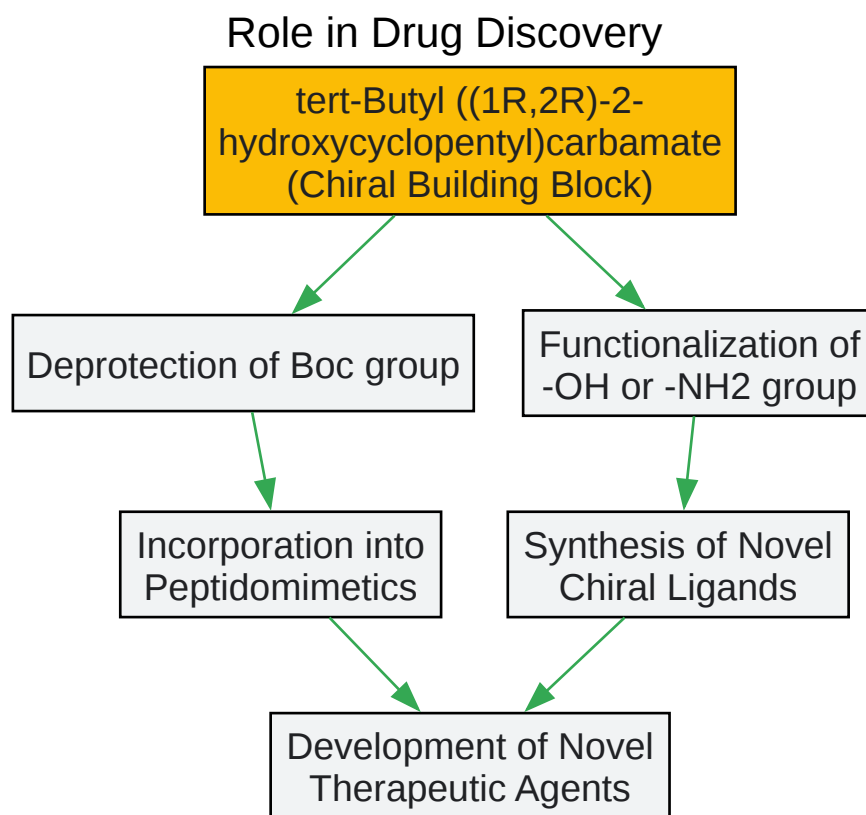 Role in Drug Discovery
tert-Butyl ((1R,2R)-2-
hydroxycyclopentyl)carbamate
(Chiral Building Block)
Deprotection of Boc group
Functionalization of
-OH or -NH2 group
Incorporation into
Peptidomimetics
Synthesis of Novel
Chiral Ligands
Development of Novel
Therapeutic Agents